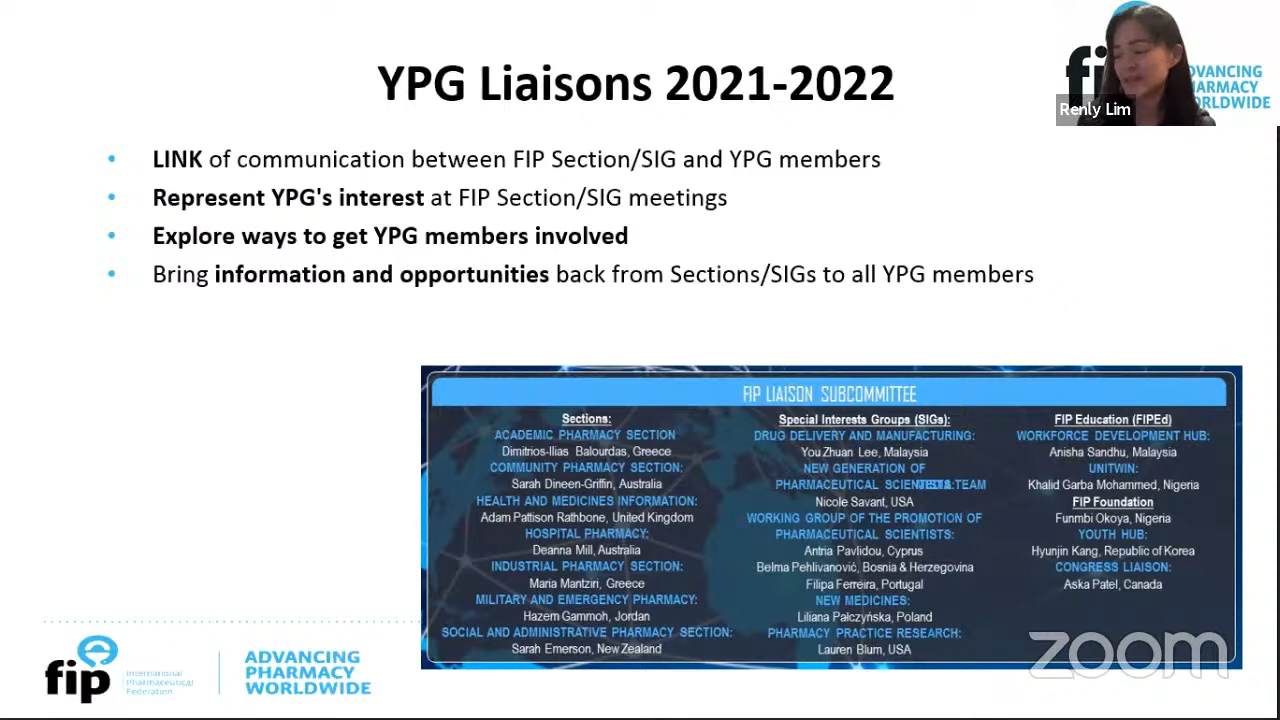 YPG Liaisons 2021-2022
fip
ADVANCING
PHARMACY
WORLDWIDE
Renly Lim
• LINK of communication between FIP Section/SIG and YPG members
• Represent YPG's interest at FIP Section/SIG meetings
• Explore ways to get YPG members involved
• Bring information and opportunities back from Sections/SIGs to all YPG members
FIP LIAISON SUBCOMMITTEE
Sections:
ACADEMIC PHARMACY SECTION
Dimitrios-Ilias Balourdas, Greece
COMMUNITY PHARMACY SECTION:
Sarah Dineen-Griffin, Australia
HEALTH AND MEDICINES INFORMATION:
Adam Pattison Rathbone, United Kingdom
HOSPITAL PHARMACY:
Deanna Mill, Australia
INDUSTRIAL PHARMACY SECTION:
Maria Mantziri, Greece
MILITARY AND EMERGENCY PHARMACY:
Hazem Gammoh, Jordan
SOCIAL AND ADMINISTRATIVE PHARMACY SECTION:
Sarah Emerson, New Zealand
Special Interests Groups (SIGs):
DRUG DELIVERY AND MANUFACTURING:
You Zhuan Lee, Malaysia
NEW GENERATION OF
PHARMACEUTICAL TEAM
Nicole Savant, USA
WORKING GROUP OF THE PROMOTION OF
PHARMACEUTICAL SCIENTISTS:
Antria Pavlidou, Cyprus
Belma Pehlivanović, Bosnia & Herzegovina
Filipa Ferreira, Portugal
NEW MEDICINES:
Liliana Pałczyńska, Poland
PHARMACY PRACTICE RESEARCH:
Lauren Blum, USA
FIP Education (FIPEd)
WORKFORCE DEVELOPMENT HUB:
Anisha Sandhu, Malaysia
UNITWIN:
Khalid Garba Mohammed, Nigeria
FIP Foundation
Funmbi Okoya, Nigeria
YOUTH HUB:
Hyunjin Kang, Republic of Korea
CONGRESS LIAISON:
Aska Patel, Canada
zoom
fip
International
Pharmaceutical
Federation
ADVANCING
PHARMACY
WORLDWIDE